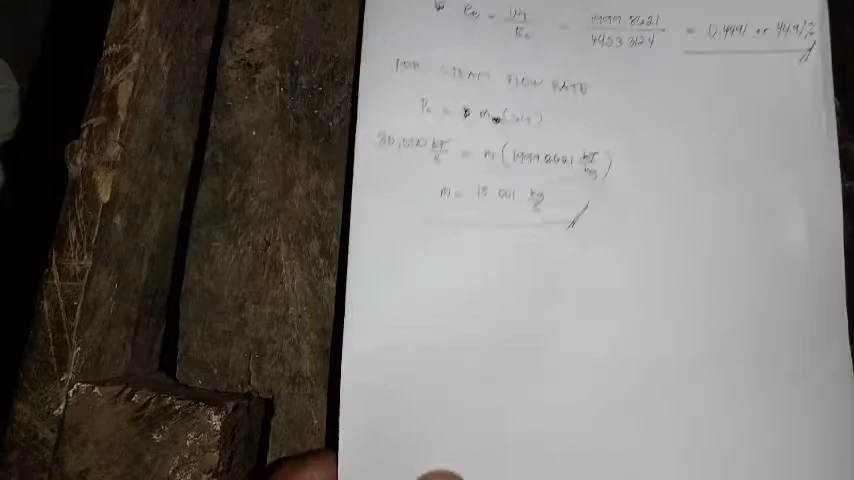 = 1999.8621 / 4453.3124 = 0.4491 or 44.91%
FOR STEAM FLOW RATE
30,000 kJ/s = m (1999.8621 kJ/kg)
m = 15.001 kg/s